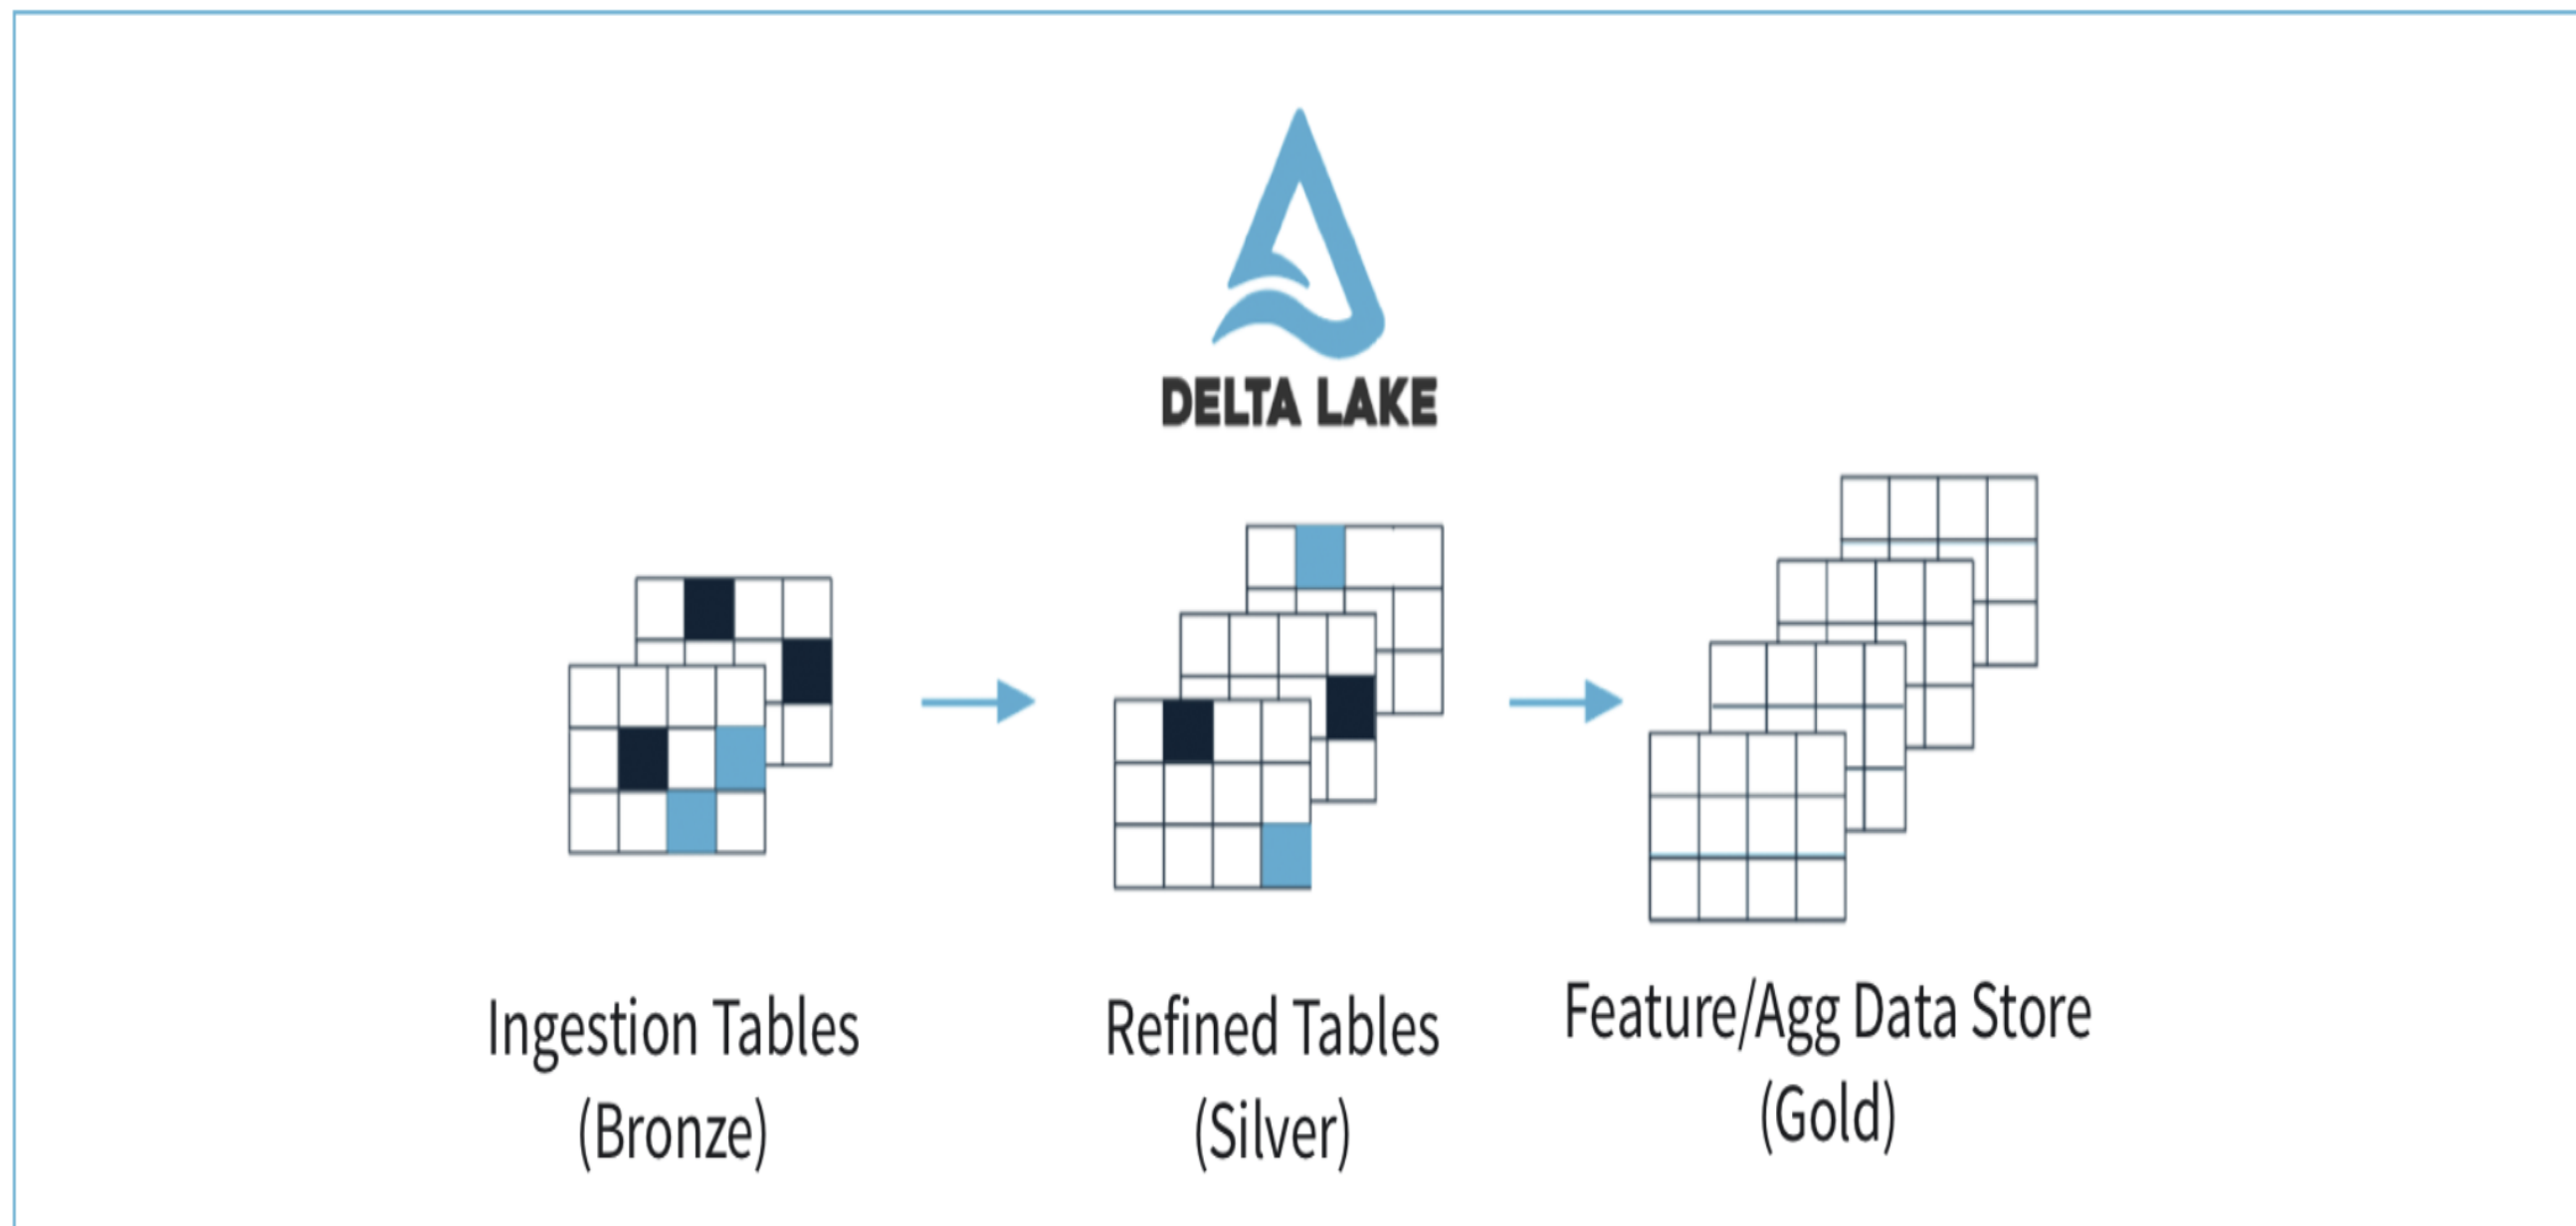 DELTA LAKE
Ingestion Tables
(Bronze)
Refined Tables
(Silver)
Feature/Agg Data Store
(Gold)